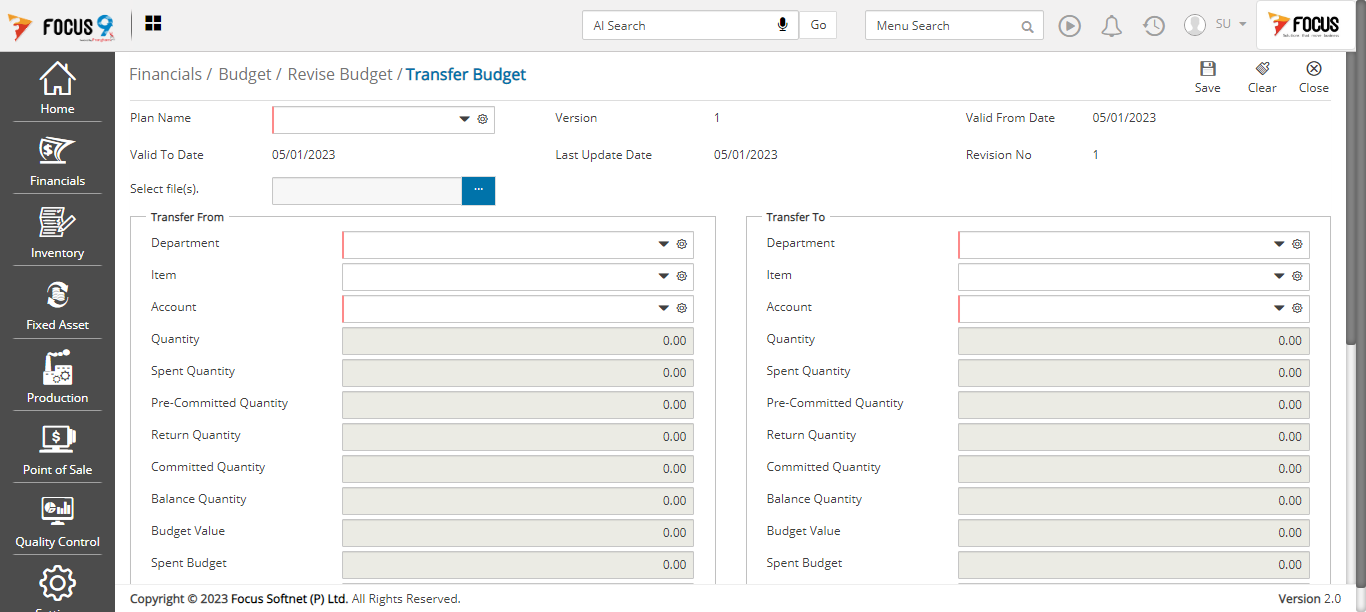 FOCUS 9
AI Search
Go
Menu Search
SU
FOCUS
Home
Financials
Inventory
Fixed Asset
Production
Point of Sale
Quality Control
Financials / Budget / Revise Budget / Transfer Budget
Save
Clear
Close
Plan Name
Version
1
Valid From Date
05/01/2023
Valid To Date
05/01/2023
Last Update Date
05/01/2023
Revision No
1
Select file(s).
...
Transfer From
Department
Item
Account
Quantity
0.00
Spent Quantity
0.00
Pre-Committed Quantity
0.00
Return Quantity
0.00
Committed Quantity
0.00
Balance Quantity
0.00
Budget Value
0.00
Spent Budget
0.00
Transfer To
Department
Item
Account
Quantity
0.00
Spent Quantity
0.00
Pre-Committed Quantity
0.00
Return Quantity
0.00
Committed Quantity
0.00
Balance Quantity
0.00
Budget Value
0.00
Spent Budget
0.00
Copyright © 2023 Focus Softnet (P) Ltd. All Rights Reserved.
Version 2.0